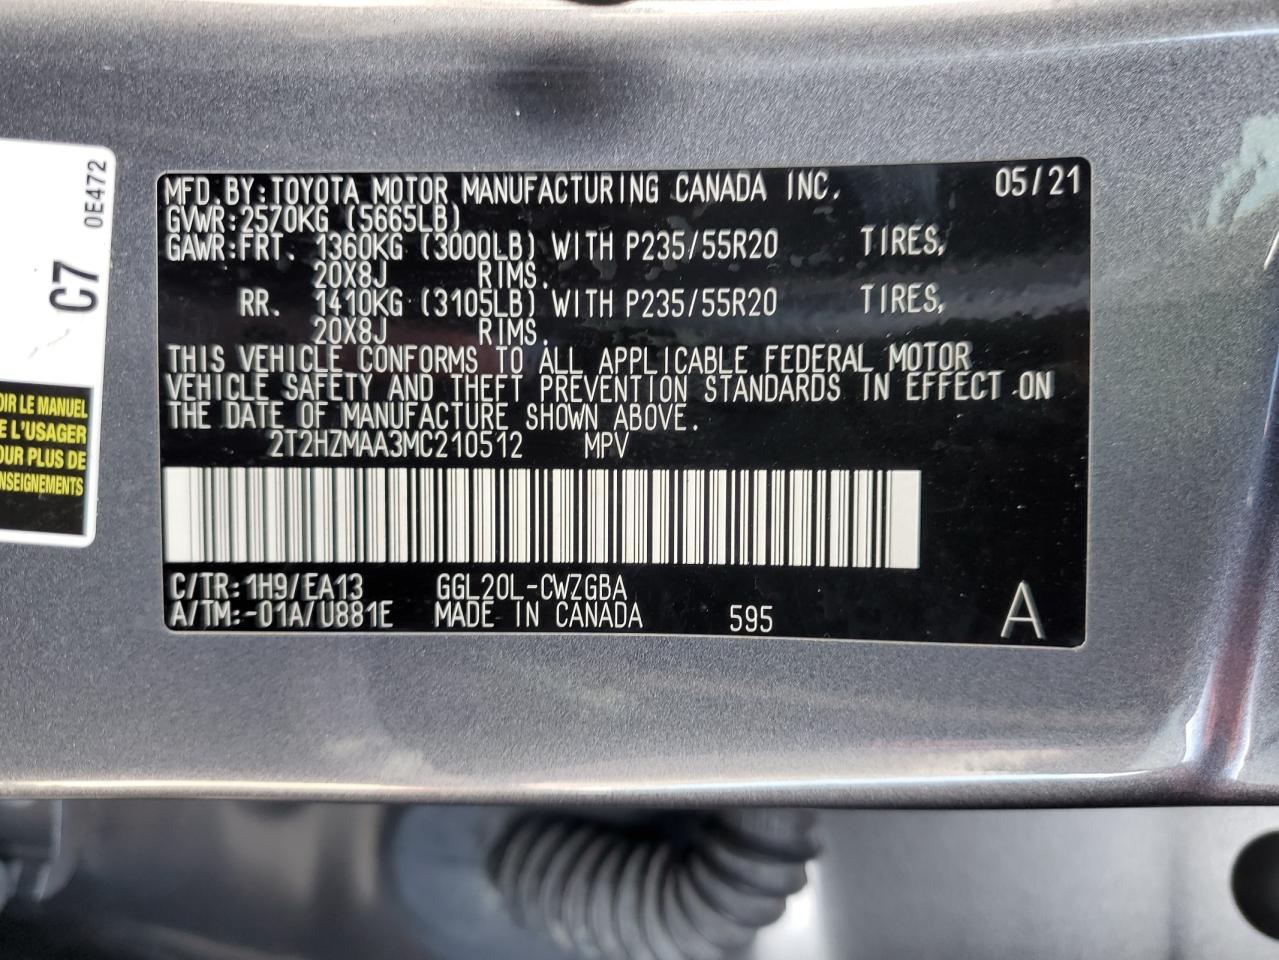 0E472
C7
OIR LE MANUEL
E L'USAGER
OUR PLUS DE
NSEIGNEMENTS
MFD.BY:TOYOTA MOTOR MANUFACTURING CANADA INC. 05/21
GVWR:2570KG (5665LB)
GAWR:FRT. 1360KG (3000LB) WITH P235/55R20 TIRES,
20X8J RIMS.
RR. 1410KG (3105LB) WITH P235/55R20 TIRES,
20X8J RIMS.
THIS VEHICLE CONFORMS TO ALL APPLICABLE FEDERAL MOTOR
VEHICLE SAFETY AND THEFT PREVENTION STANDARDS IN EFFECT ON
THE DATE OF MANUFACTURE SHOWN ABOVE.
2T2HZMAA3MC210512 MPV
C/TR:1H9/EA13 GGL20L-CWZGBA
A/TM:-01A/U881E MADE IN CANADA 595 A